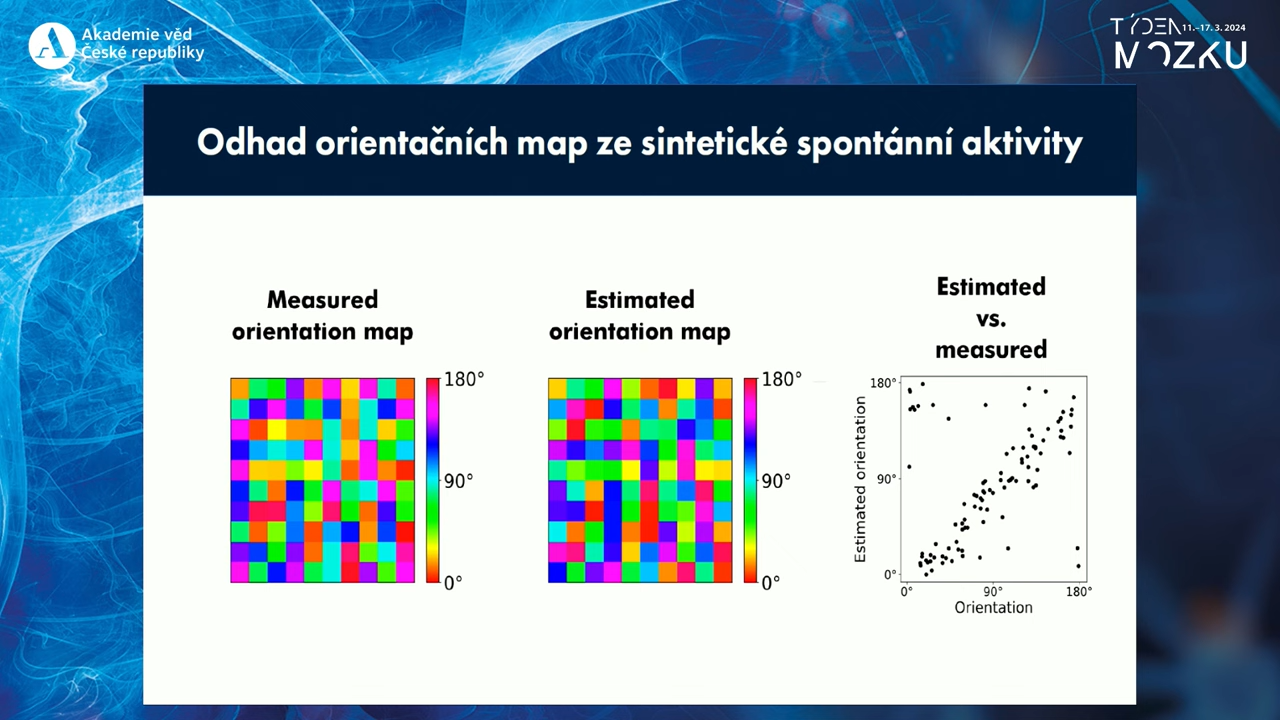 Akademie věd
České republiky
TÝDEN 11.–17. 3. 2024
MOZKU
Odhad orientačních map ze sintetické spontánní aktivity
Measured
orientation map
180°
90°
0°
Estimated
orientation map
180°
90°
0°
Estimated
vs.
measured
180°
90°
0°
Estimated orientation
0°
90°
180°
Orientation